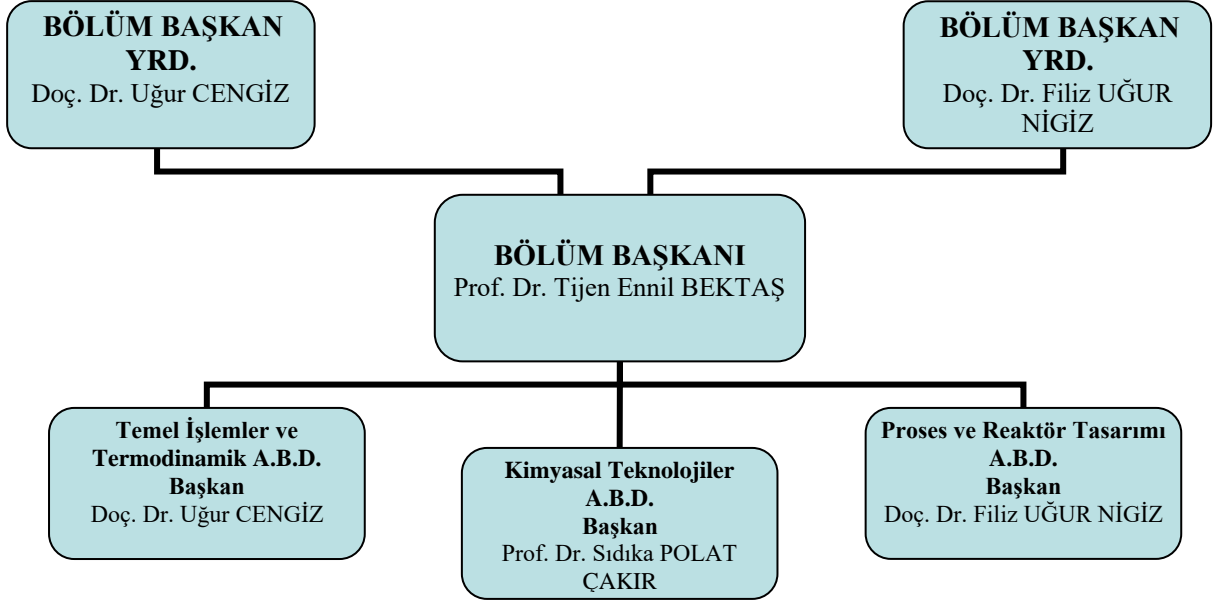 BÖLÜM BAŞKAN
YRD.
Doç. Dr. Uğur CENGİZ
BÖLÜM BAŞKAN
YRD.
Doç. Dr. Filiz UĞUR
NİGİZ
BÖLÜM BAŞKANI
Prof. Dr. Tijen Ennil BEKTAŞ
Temel İşlemler ve
Termodinamik A.B.D.
Başkan
Doç. Dr. Uğur CENGİZ
Kimyasal Teknolojiler
A.B.D.
Başkan
Prof. Dr. Sıdıka POLAT
ÇAKIR
Proses ve Reaktör Tasarımı
A.B.D.
Başkan
Doç. Dr. Filiz UĞUR NİGİZ